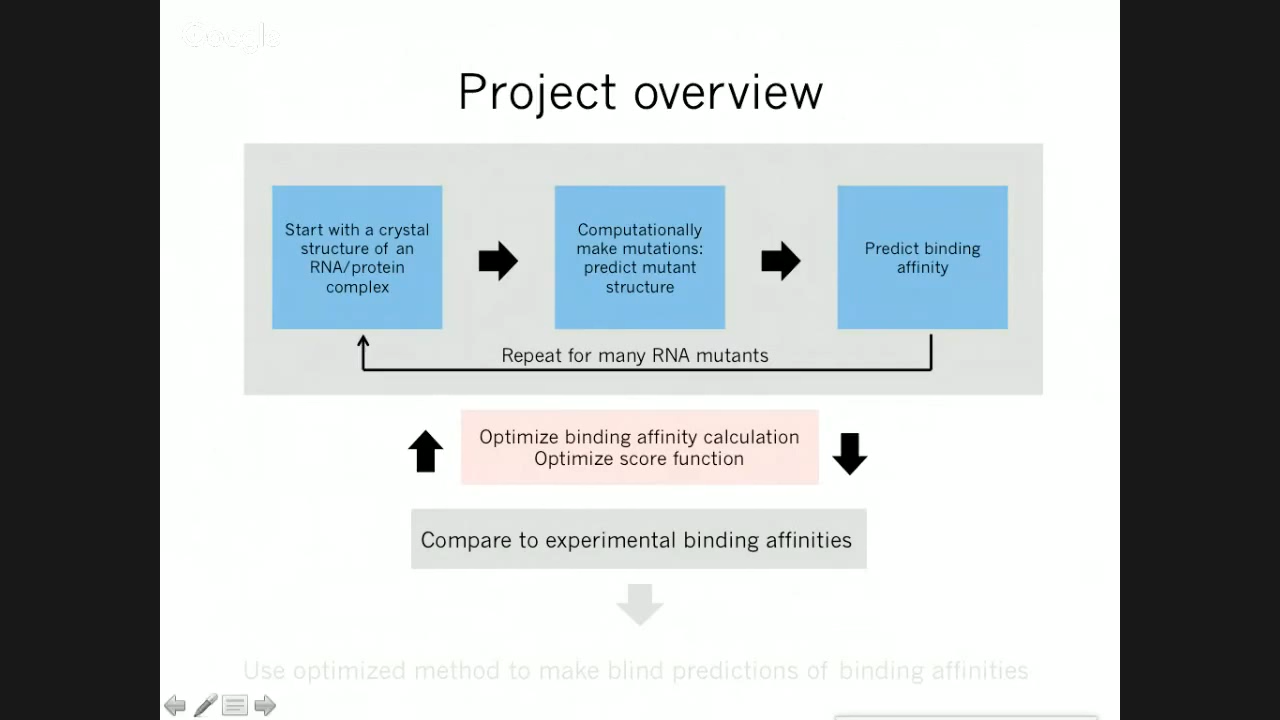 Google
Project overview
Start with a crystal
structure of an
RNA/protein
complex
Computationally
make mutations:
predict mutant
structure
Predict binding
affinity
Repeat for many RNA mutants
Optimize binding affinity calculation
Optimize score function
Compare to experimental binding affinities
Use optimized method to make blind predictions of binding affinities